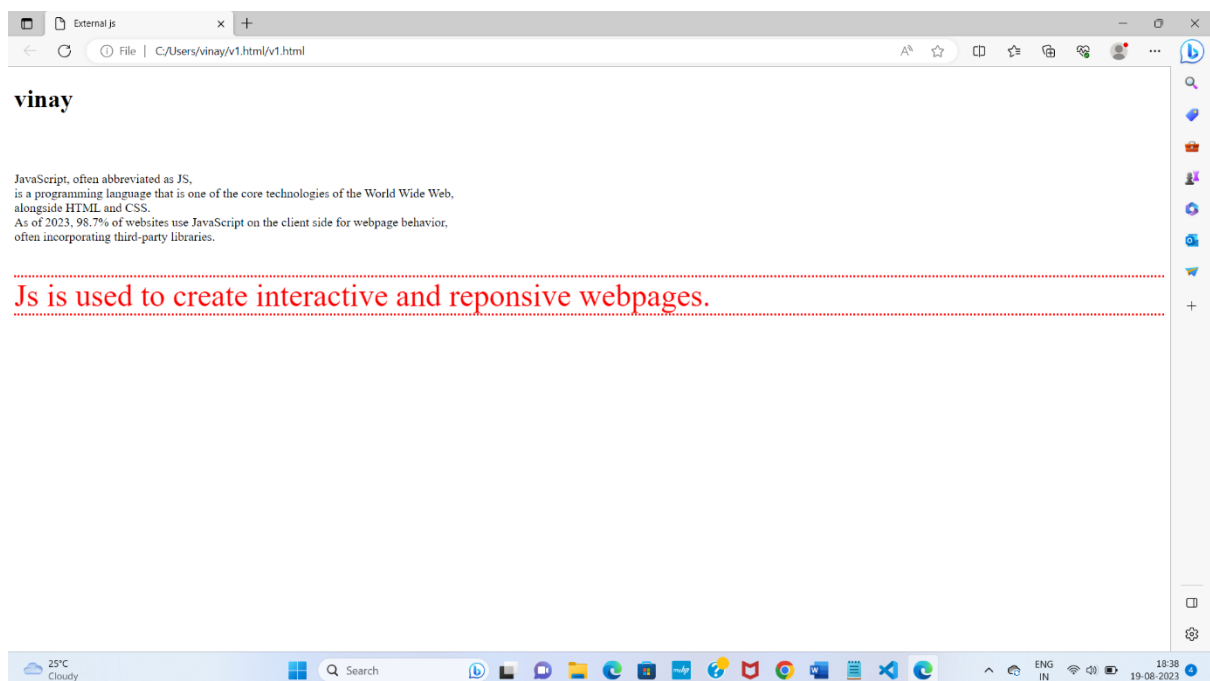 External js
File | C:/Users/vinay/v1.html/v1.html
vinay
JavaScript, often abbreviated as JS,
is a programming language that is one of the core technologies of the World Wide Web,
alongside HTML and CSS.
As of 2023, 98.7% of websites use JavaScript on the client side for webpage behavior,
often incorporating third-party libraries.
Js is used to create interactive and reponsive webpages.
25°C
Cloudy
Search
ENG
IN
18:38
19-08-2023
4